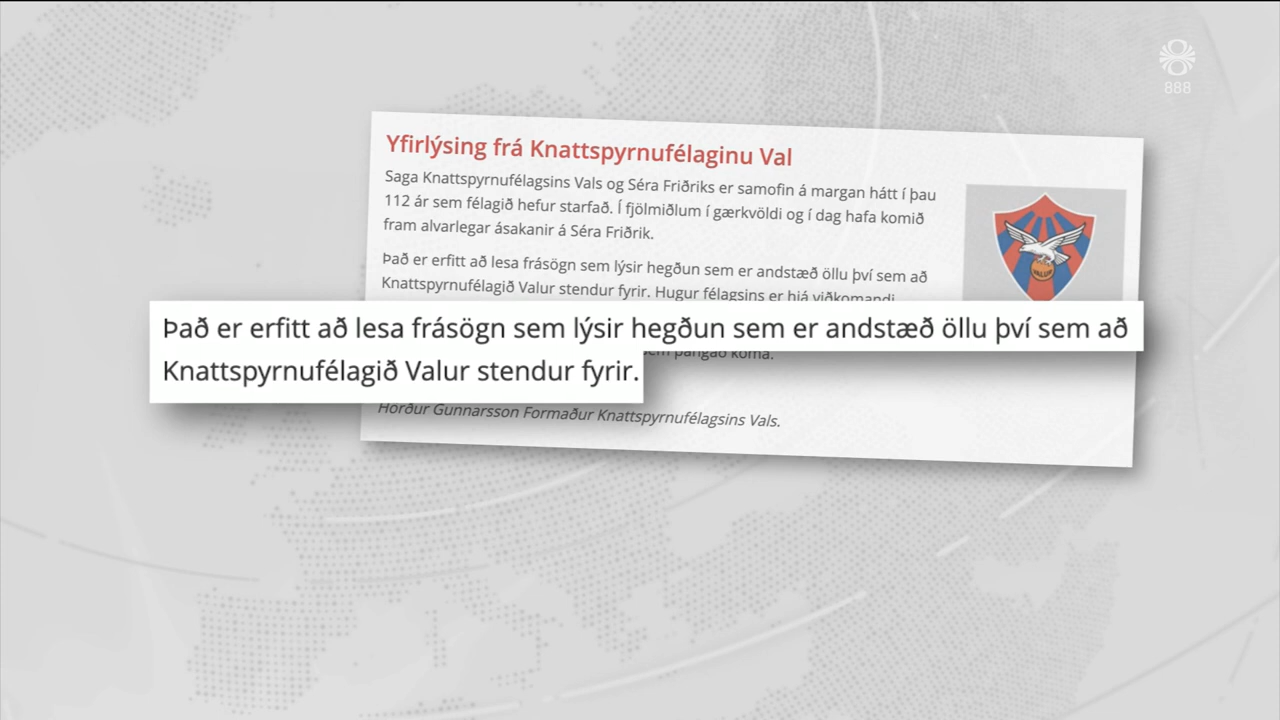 888
Yfirlýsing frá Knattspyrnufélaginu Val
Saga Knattspyrnufélagsins Vals og Séra Friðriks er samofin á margan hátt í þau
112 ár sem félagið hefur starfað. Í fjölmiðlum í gærkvöldi og í dag hafa komið
fram alvarlegar ásakanir á Séra Friðrik.
VALUR
Það er erfitt að lesa frásögn sem lýsir hegðun sem er andstæð öllu því sem að
Knattspyrnufélagið Valur stendur fyrir. Hugur félagsins er hjá viðkomandi
Það er erfitt að lesa frásögn sem lýsir hegðun sem er andstæð öllu því sem að
Knattspyrnufélagið Valur stendur fyrir.
sem þangað koma.
Hörður Gunnarsson Formaður Knattspyrnufélagsins Vals.